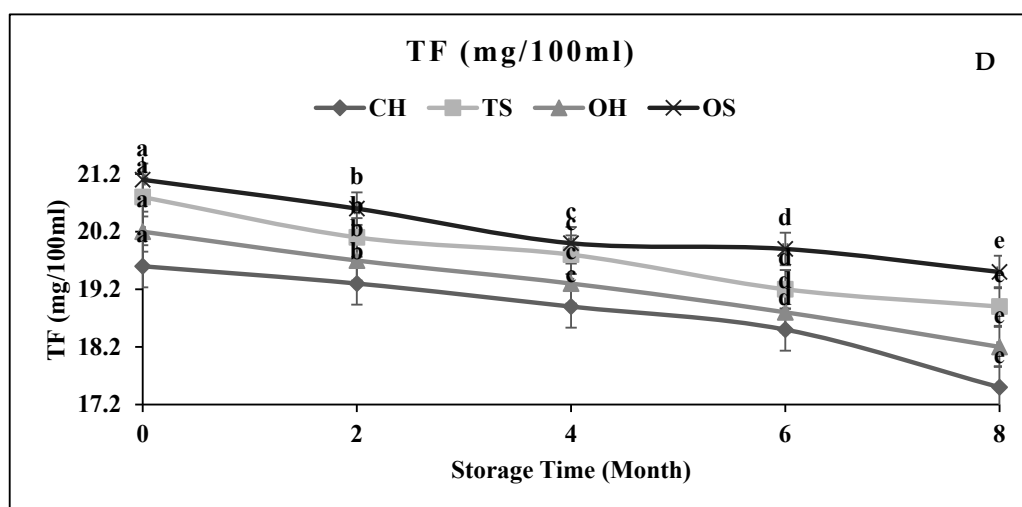 TF (mg/100ml)
D
CH TS OH OS
TF (mg/100ml)
21.2
20.2
19.2
18.2
17.2
a
a
a
a
b
b
b
b
c
c
c
c
d
d
d
d
e
e
e
e
0 2 4 6 8
Storage Time (Month)